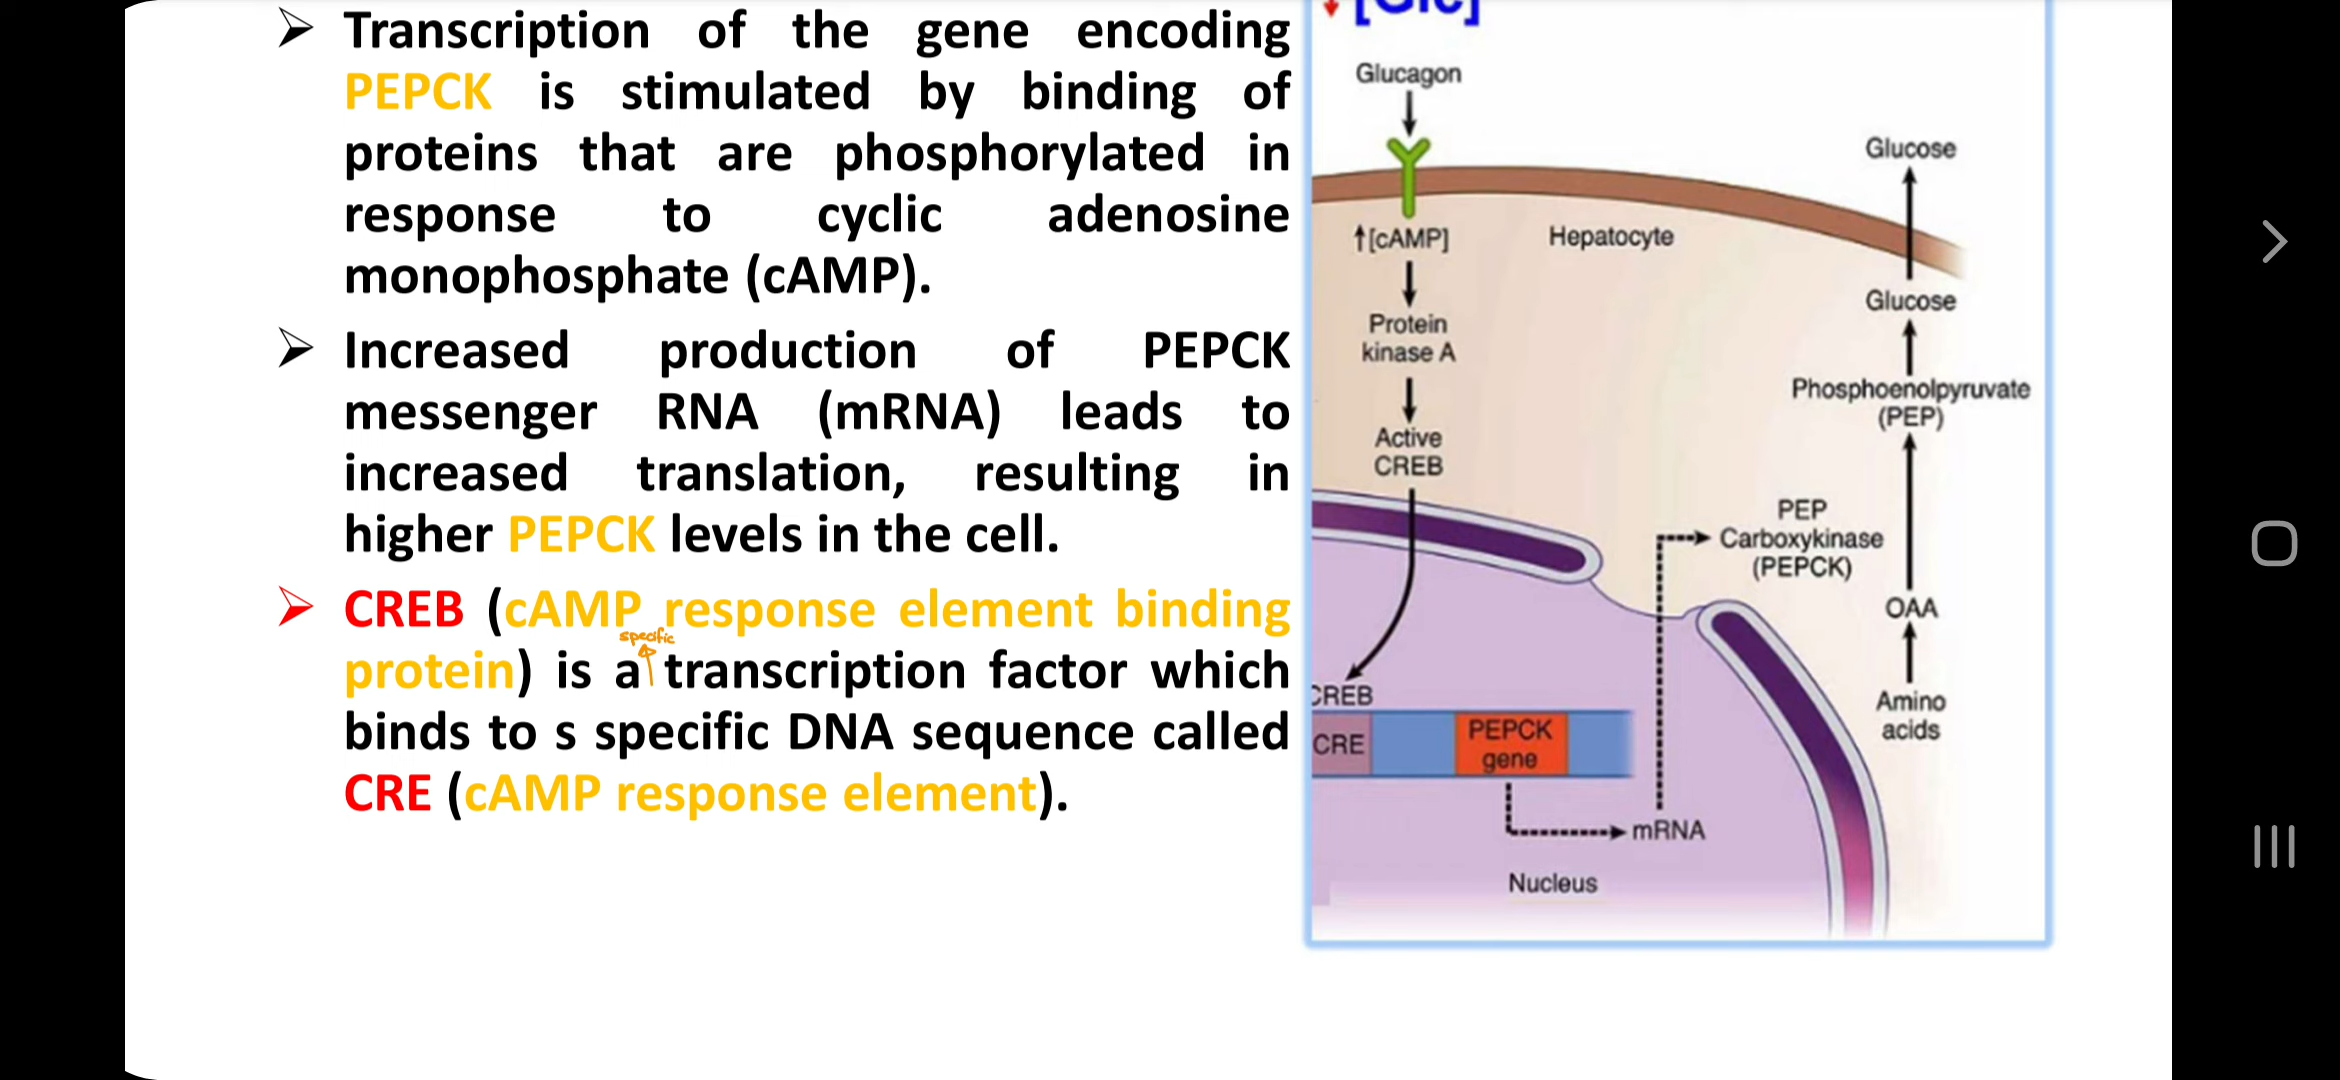 Transcription of the gene encoding
PEPCK is stimulated by binding of
proteins that are phosphorylated in
response to cyclic adenosine
monophosphate (cAMP).
Increased production of PEPCK
messenger RNA (mRNA) leads to
increased translation, resulting in
higher PEPCK levels in the cell.
CREB (cAMP response element binding
specific
protein) is a transcription factor which
binds to s specific DNA sequence called
CRE (cAMP response element).
[Glc]
Glucagon
↑[cAMP]
Hepatocyte
Protein
kinase A
Active
CREB
CREB
CRE
PEPCK
gene
mRNA
Nucleus
Glucose
Glucose
Phosphoenolpyruvate
(PEP)
PEP
Carboxykinase
(PEPCK)
OAA
Amino
acids